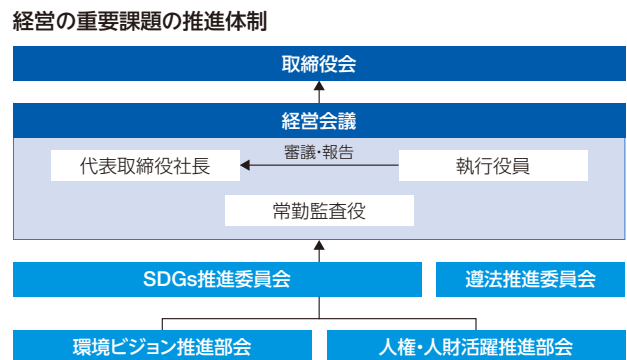 経営の重要課題の推進体制
取締役会
経営会議
代表取締役社長
審議・報告
執行役員
常勤監査役
SDGs推進委員会
遵法推進委員会
環境ビジョン推進部会
人権・人財活躍推進部会